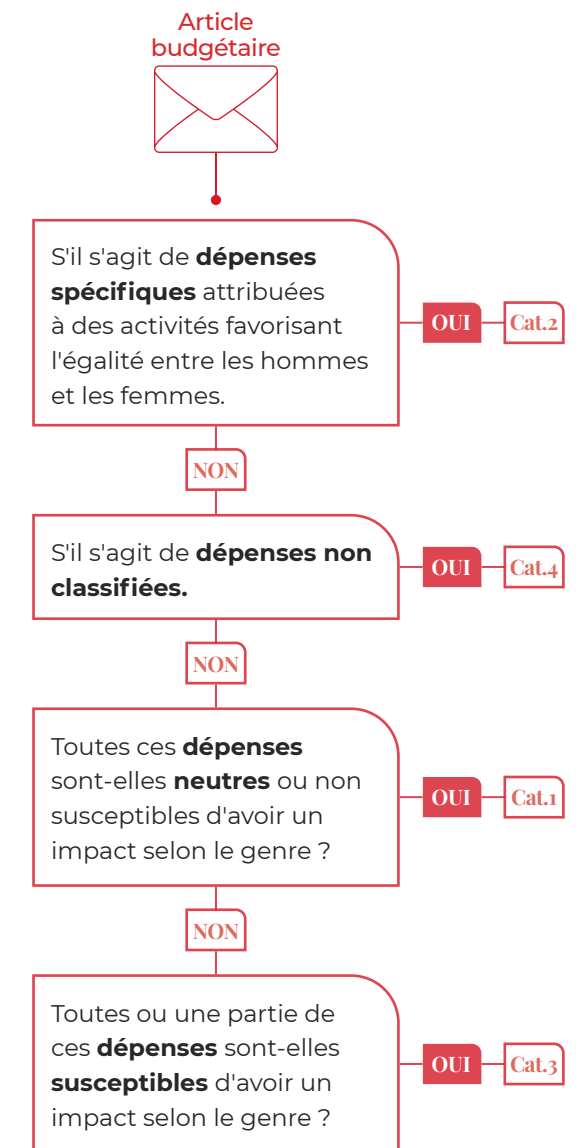 Article
budgétaire
S'il s'agit de dépenses
spécifiques attribuées
à des activités favorisant
l'égalité entre les hommes
et les femmes.
OUI
Cat.2
NON
S'il s'agit de dépenses non
classifiées.
OUI
Cat.4
NON
Toutes ces dépenses
sont-elles neutres ou non
susceptibles d'avoir un
impact selon le genre ?
OUI
Cat.1
NON
Toutes ou une partie de
ces dépenses sont-elles
susceptibles d'avoir un
impact selon le genre ?
OUI
Cat.3